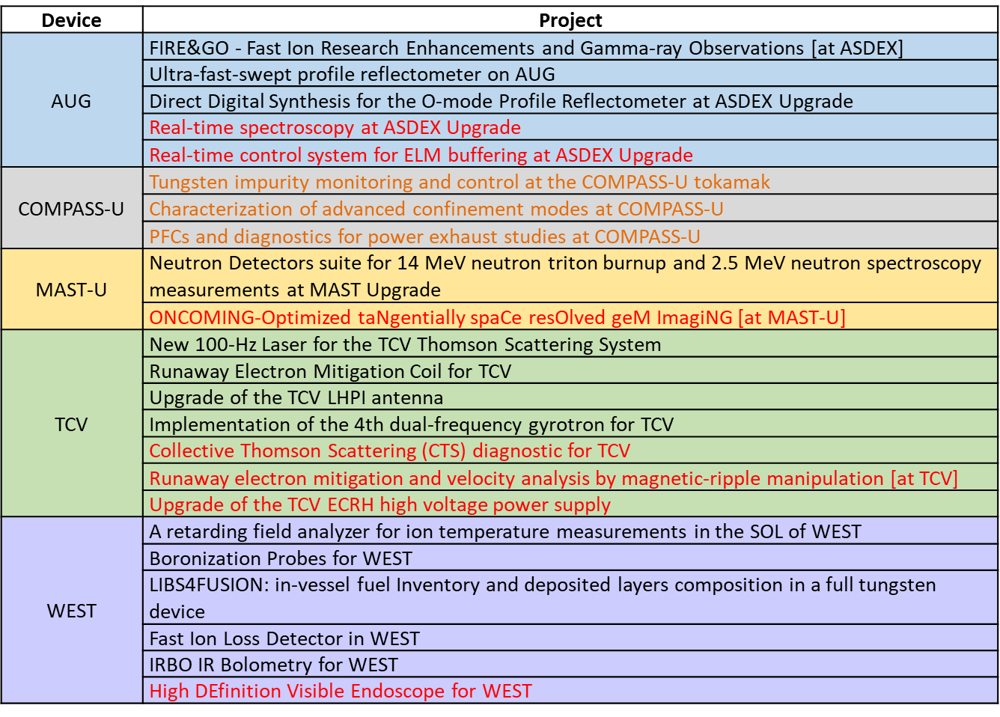 Device Project
AUG
FIRE&GO - Fast Ion Research Enhancements and Gamma-ray Observations [at ASDEX]
Ultra-fast-swept profile reflectometer on AUG
Direct Digital Synthesis for the O-mode Profile Reflectometer at ASDEX Upgrade
Real-time spectroscopy at ASDEX Upgrade
Real-time control system for ELM buffering at ASDEX Upgrade
COMPASS-U
Tungsten impurity monitoring and control at the COMPASS-U tokamak
Characterization of advanced confinement modes at COMPASS-U
PFCs and diagnostics for power exhaust studies at COMPASS-U
MAST-U
Neutron Detectors suite for 14 MeV neutron triton burnup and 2.5 MeV neutron spectroscopy
measurements at MAST Upgrade
ONCOMING-Optimized taNgentially spaCe resOlved geM ImagiNG [at MAST-U]
TCV
New 100-Hz Laser for the TCV Thomson Scattering System
Runaway Electron Mitigation Coil for TCV
Upgrade of the TCV LHPI antenna
Implementation of the 4th dual-frequency gyrotron for TCV
Collective Thomson Scattering (CTS) diagnostic for TCV
Runaway electron mitigation and velocity analysis by magnetic-ripple manipulation [at TCV]
Upgrade of the TCV ECRH high voltage power supply
WEST
A retarding field analyzer for ion temperature measurements in the SOL of WEST
Boronization Probes for WEST
LIBS4FUSION: in-vessel fuel Inventory and deposited layers composition in a full tungsten
device
Fast Ion Loss Detector in WEST
IRBO IR Bolometry for WEST
High DEfinition Visible Endoscope for WEST